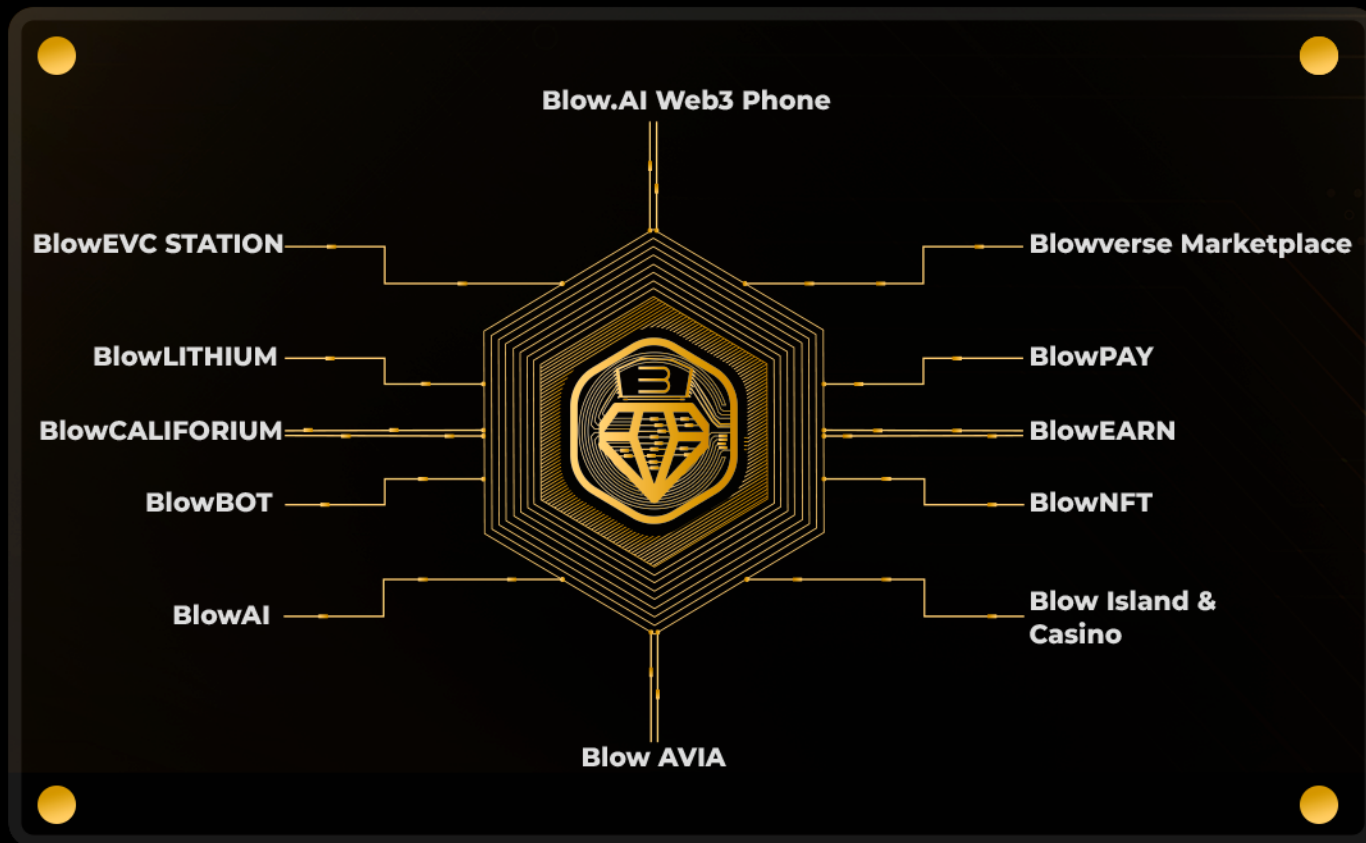 Blow.AI Web3 Phone
BlowEVC STATION
Blowverse Marketplace
BlowLITHIUM
BlowPAY
BlowCALIFORIUM
BlowEARN
BlowBOT
BlowNFT
BlowAI
Blow Island &
Casino
Blow AVIA